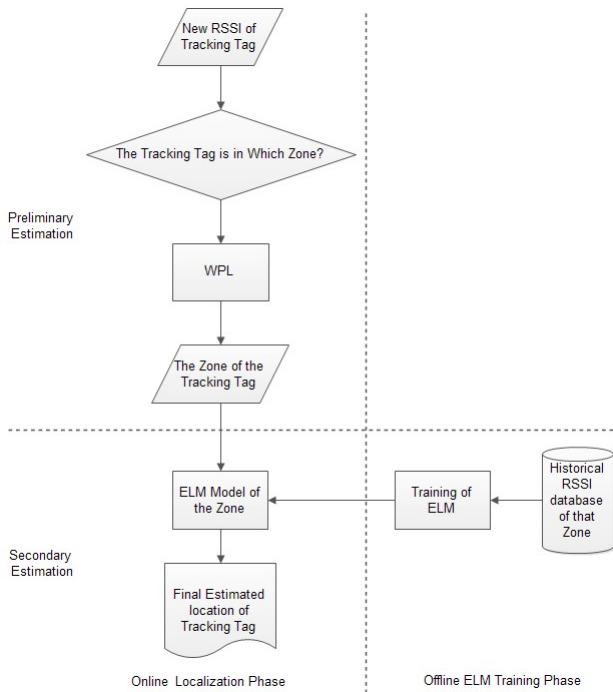 New RSSI of
Tracking Tag
The Tracking Tag is in Which Zone?
Preliminary
Estimation
WPL
The Zone of the
Tracking Tag
ELM Model of
the Zone
Training of
ELM
Historical
RSSI
database
of that
Zone
Secondary
Estimation
Final Estimated
location of
Tracking Tag
Online Localization Phase
Offline ELM Training Phase